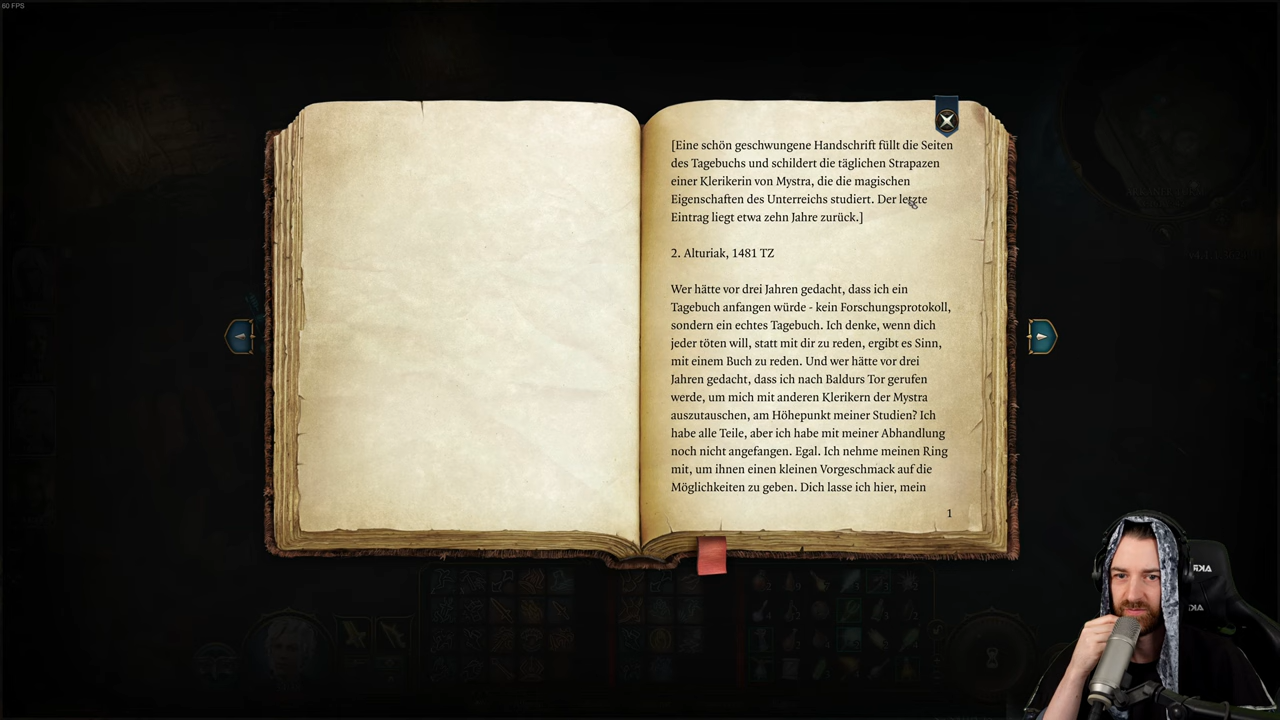 60 FPS
[Eine schön geschwungene Handschrift füllt die Seiten
des Tagebuchs und schildert die täglichen Strapazen
einer Klerikerin von Mystra, die die magischen
Eigenschaften des Unterreichs studiert. Der letzte
Eintrag liegt etwa zehn Jahre zurück.]
2. Alturiak, 1481 TZ
Wer hätte vor drei Jahren gedacht, dass ich ein
Tagebuch anfangen würde - kein Forschungsprotokoll,
sondern ein echtes Tagebuch. Ich denke, wenn dich
jeder töten will, statt mit dir zu reden, ergibt es Sinn,
mit einem Buch zu reden. Und wer hätte vor drei
Jahren gedacht, dass ich nach Baldurs Tor gerufen
werde, um mich mit anderen Klerikern der Mystra
auszutauschen, am Höhepunkt meiner Studien? Ich
habe alle Teile, aber ich habe mit meiner Abhandlung
noch nicht angefangen. Egal. Ich nehme meinen Ring
mit, um ihnen einen kleinen Vorgeschmack auf die
Möglichkeiten zu geben. Dich lasse ich hier, mein
1